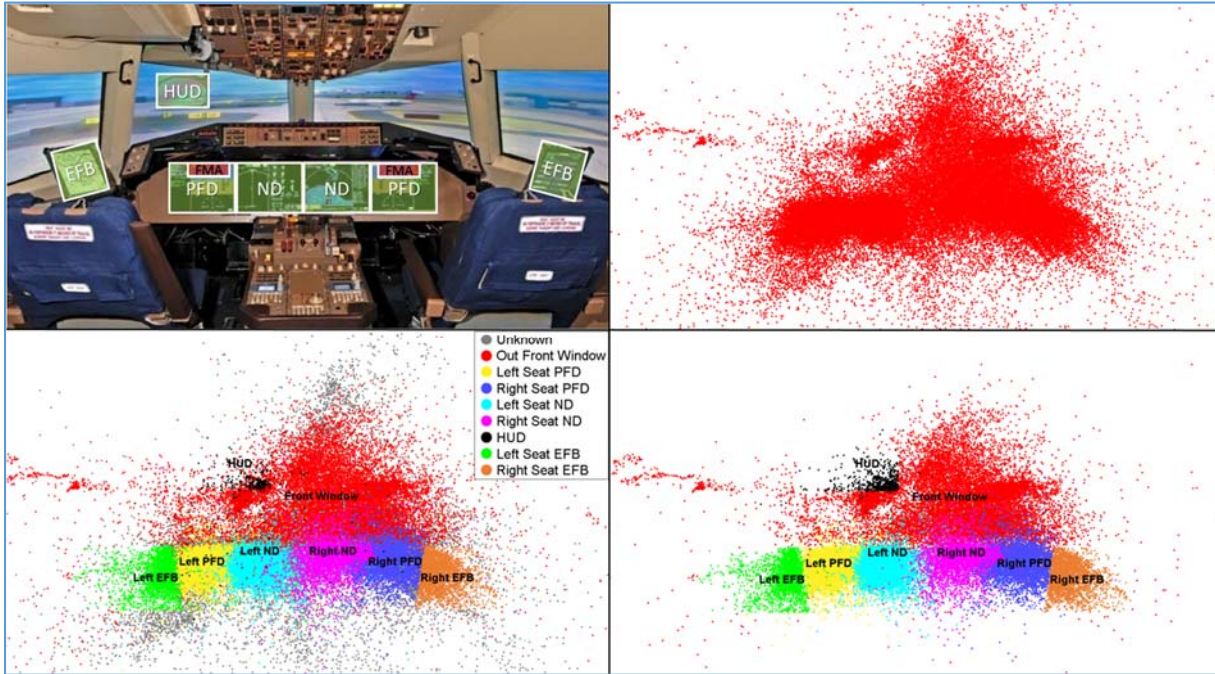 HUD
EFB
EFB
FMA
FMA
PFD
ND
ND
PFD
Unknown
Out Front Window
Left Seat PFD
Right Seat PFD
Left Seat ND
Right Seat ND
HUD
Left Seat EFB
Right Seat EFB
HUD
Front Window
Left EFB
Left PFD
Left ND
Right ND
Right PFD
Right EFB
HUD
Front Window
Left EFB
Left PFD
Left ND
Right ND
Right PFD
Right EFB